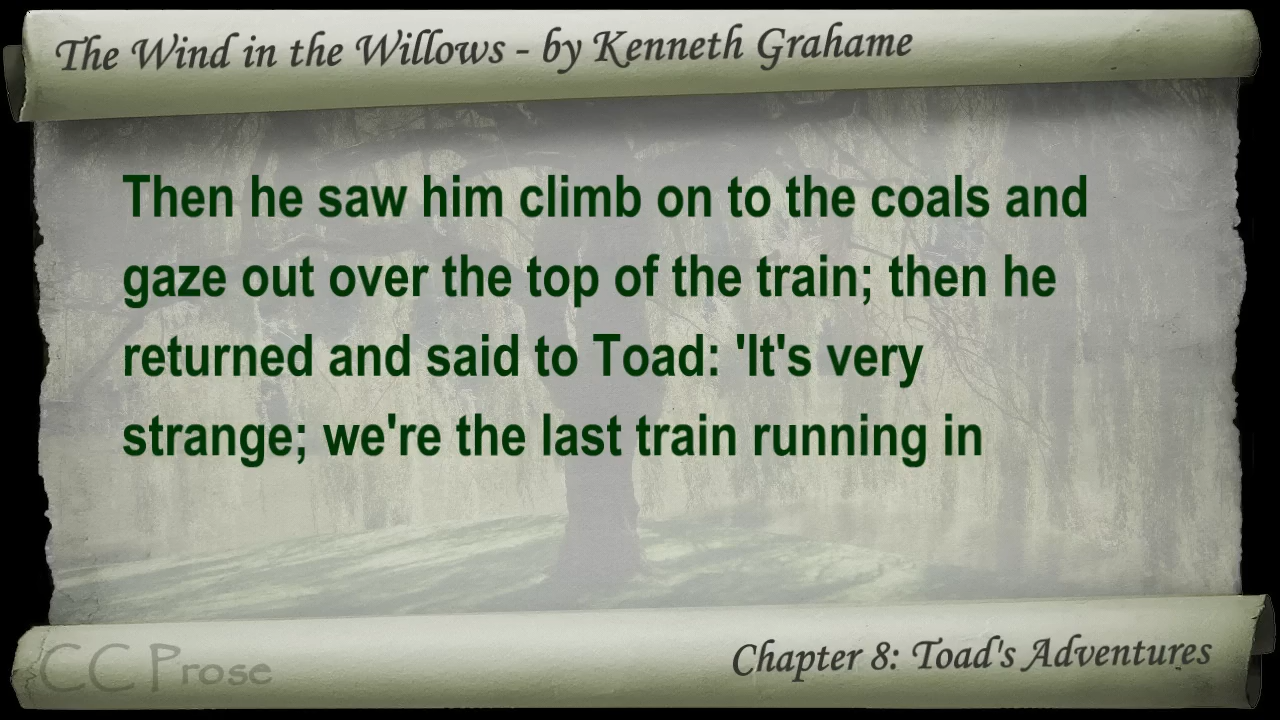 The Wind in the Willows - by Kenneth Grahame
Then he saw him climb on to the coals and
gaze out over the top of the train; then he
returned and said to Toad: 'It's very
strange; we're the last train running in
CC Prose
Chapter 8: Toad's Adventures